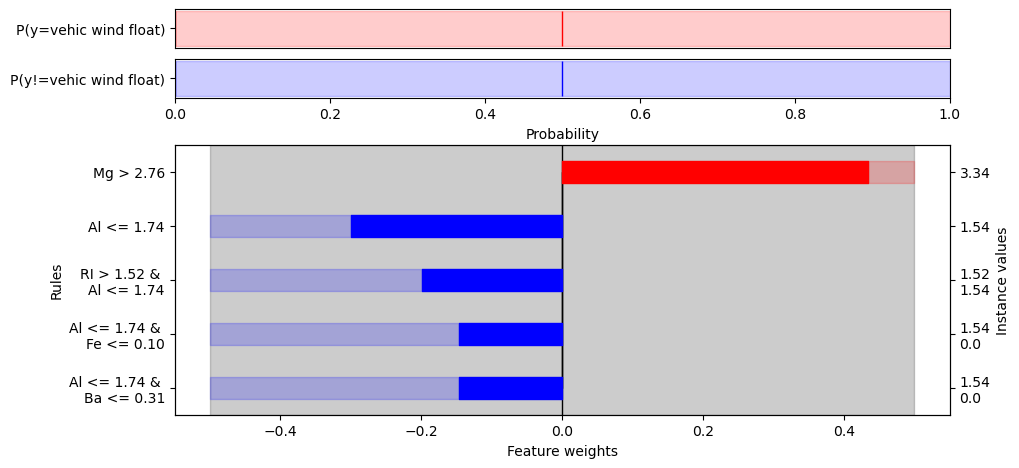 P(y=vehic wind float)
P(y!=vehic wind float)
0.0 0.2 0.4 0.6 0.8 1.0
Probability
Rules
Mg > 2.76
3.34
Al <= 1.74
1.54
RI > 1.52 &
Al <= 1.74
1.52
1.54
Al <= 1.74 &
Fe <= 0.10
1.54
0.0
Al <= 1.74 &
Ba <= 0.31
1.54
0.0
Instance values
−0.4 −0.2 0.0 0.2 0.4
Feature weights